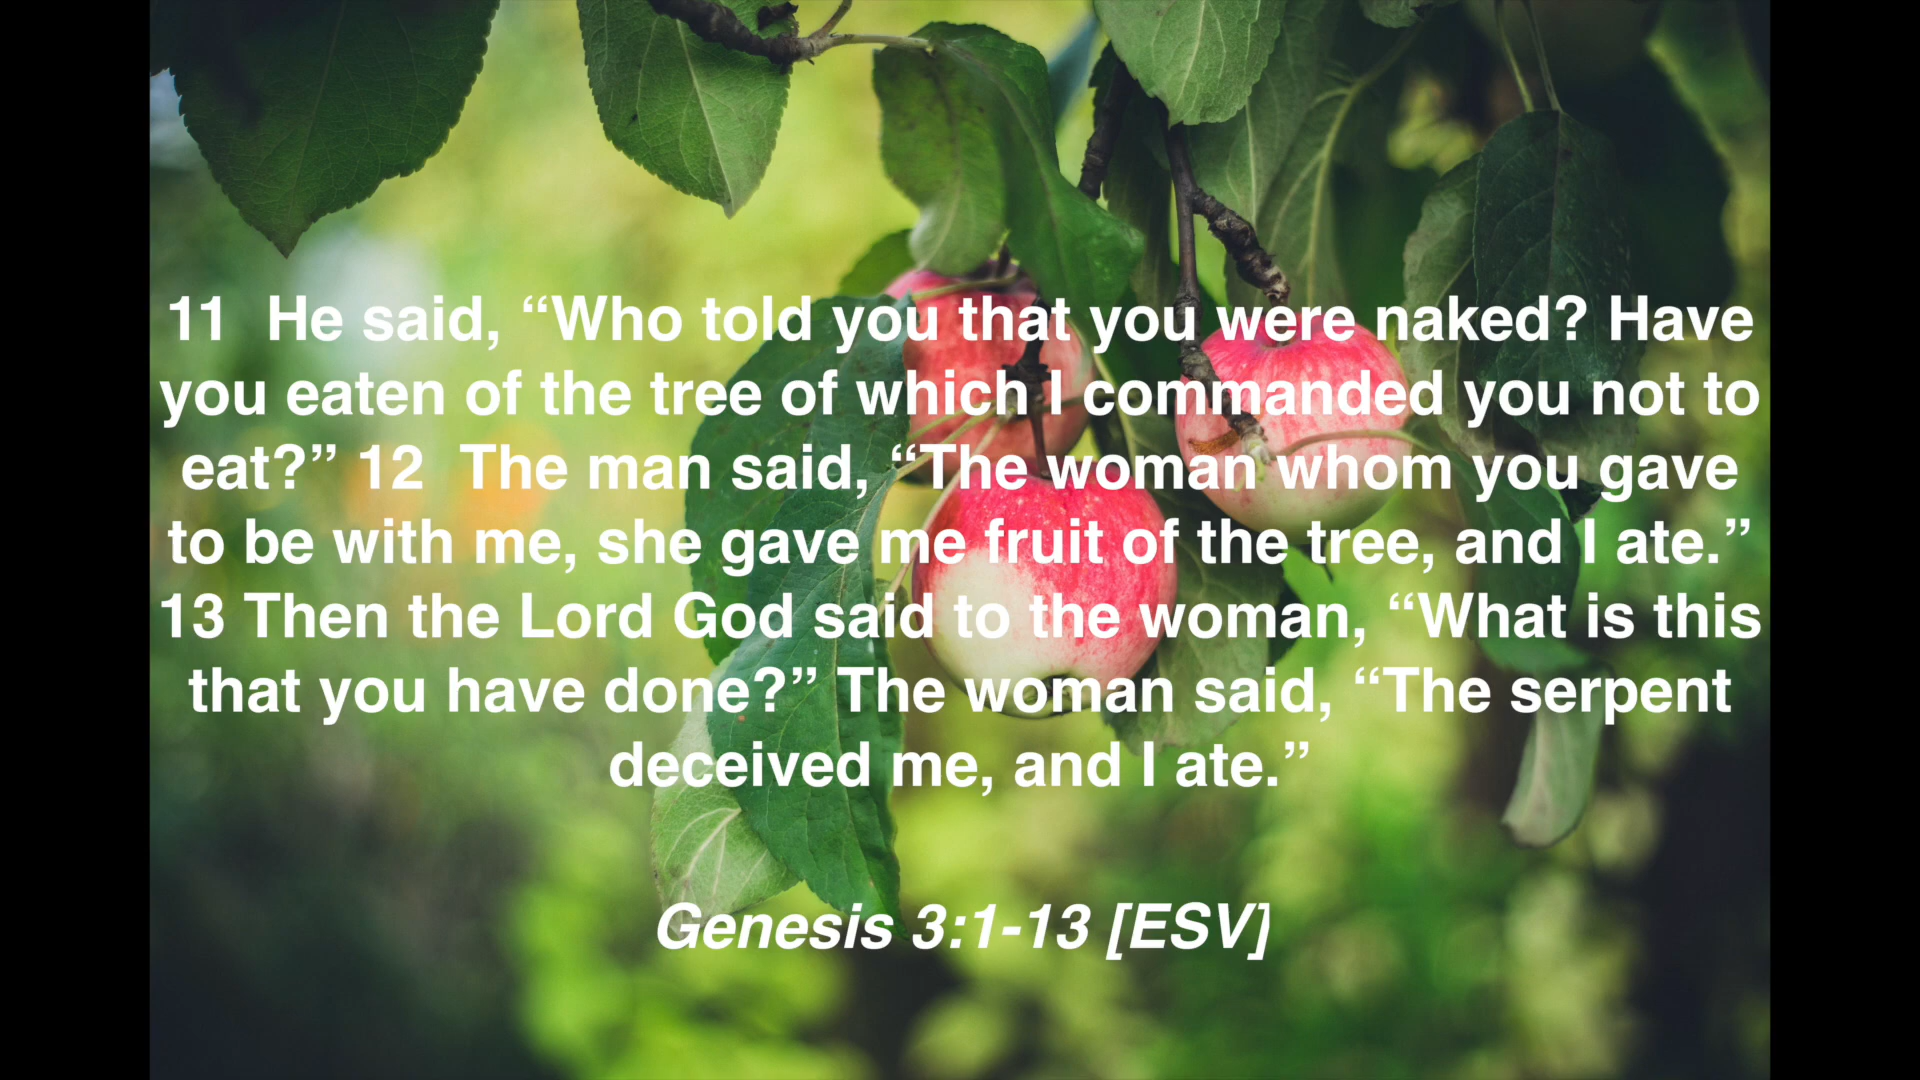 11  He said, “Who told you that you were naked? Have
you eaten of the tree of which I commanded you not to
eat?” 12  The man said, “The woman whom you gave
to be with me, she gave me fruit of the tree, and I ate.”
13 Then the Lord God said to the woman, “What is this
that you have done?” The woman said, “The serpent
deceived me, and I ate.”
Genesis 3:1-13 [ESV]